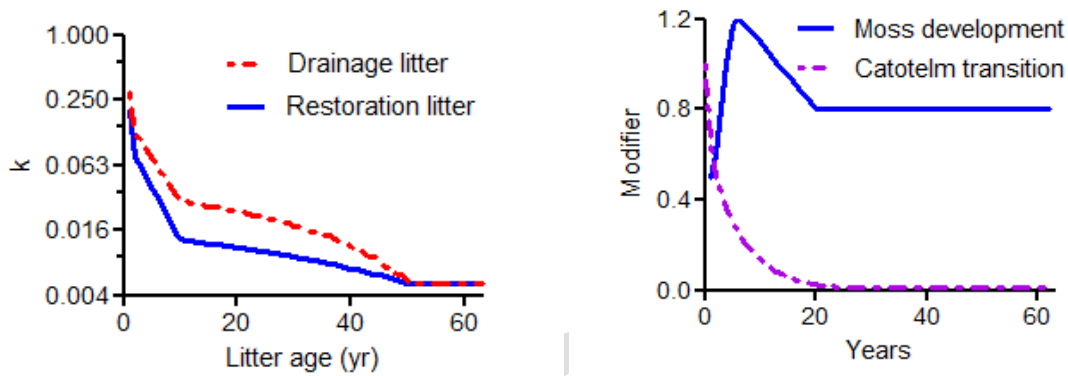 1.000
0.250
0.063
0.016
0.004
k
Drainage litter
Restoration litter
0 20 40 60
Litter age (yr)
1.2
0.8
0.4
0.0
Modifier
Moss development
Catotelm transition
0 20 40 60
Years